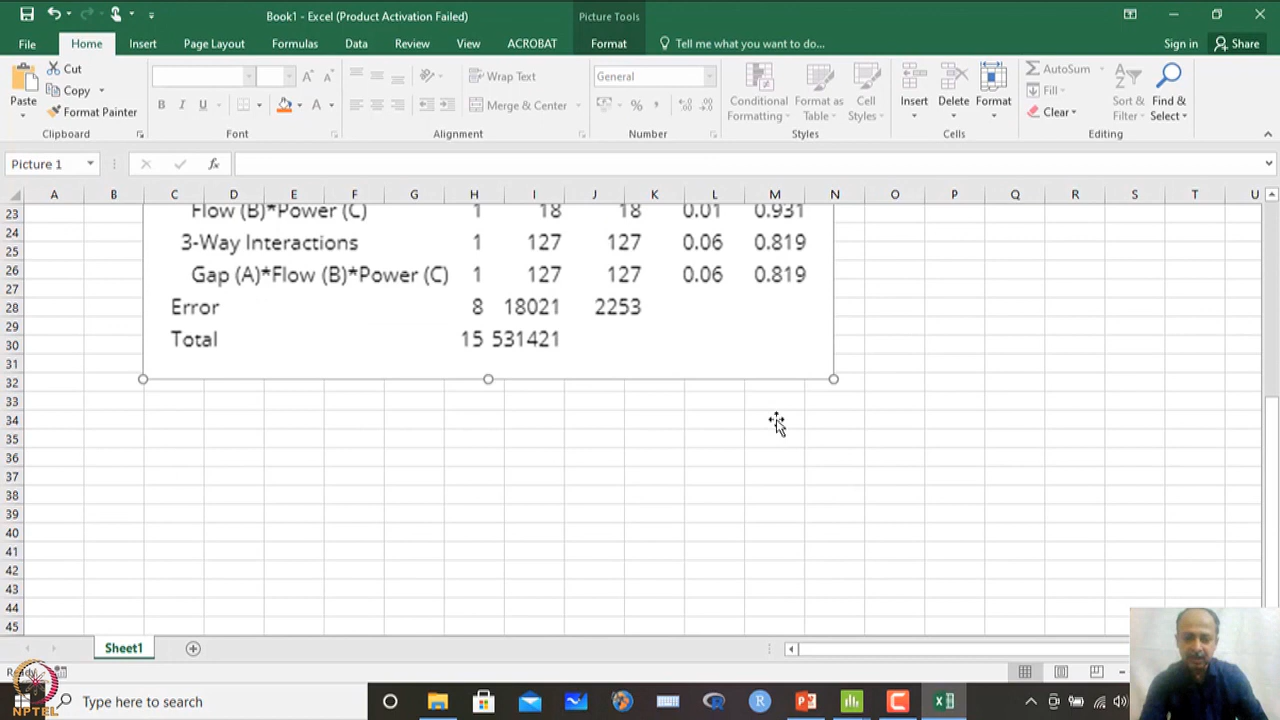 Book1 - Excel (Product Activation Failed)
Picture Tools
File Home Insert Page Layout Formulas Data Review View ACROBAT Format Tell me what you want to do... Sign in Share
Cut
Copy
Format Painter
Paste
Clipboard
B I U
A
Font
Wrap Text
Merge & Center
Alignment
General
% ,
Number
Conditional Formatting
Format as Table
Cell Styles
Styles
Insert Delete Format
Cells
AutoSum
Fill
Clear
Sort & Filter
Find & Select
Editing
Picture 1
fx
A B C D E F G H I J K L M N O P Q R S T U
23
24
25
26
27
28
29
30
31
32
33
34
35
36
37
38
39
40
41
42
43
44
45
Flow (B)*Power (C) 1 18 18 0.01 0.931
3-Way Interactions 1 127 127 0.06 0.819
Gap (A)*Flow (B)*Power (C) 1 127 127 0.06 0.819
Error 8 18021 2253
Total 15 531421
Sheet1
Ready
NPTEL
Type here to search